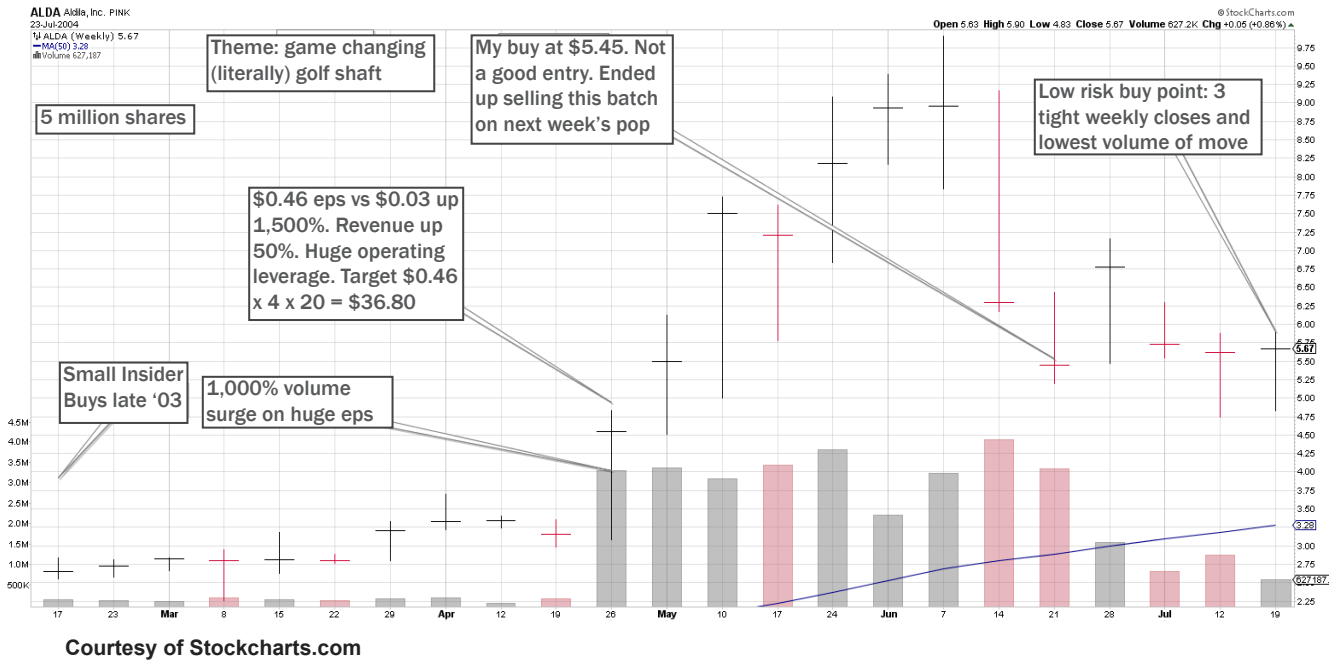 ALDA Aldila, Inc. PINK
© StockCharts.com
23-Jul-2004
Open 5.63 High 5.90 Low 4.83 Close 5.67 Volume 627.2K Chg +0.05 (+0.86%)
ALDA (Weekly) 5.67
MA(50) 3.28
Volume 627,187
Theme: game changing
(literally) golf shaft
My buy at $5.45. Not
a good entry. Ended
up selling this batch
on next week’s pop
Low risk buy point: 3
tight weekly closes and
lowest volume of move
5 million shares
$0.46 eps vs $0.03 up
1,500%. Revenue up
50%. Huge operating
leverage. Target $0.46
x 4 x 20 = $36.80
Small Insider
Buys late ‘03
1,000% volume
surge on huge eps
9.75
9.50
9.25
9.00
8.75
8.50
8.25
8.00
7.75
7.50
7.25
7.00
6.75
6.50
6.25
6.00
5.67
5.50
5.25
5.00
4.75
4.50
4.25
4.00
3.75
3.50
3.28
3.00
2.75
627187
2.25
4.5M
4.0M
3.5M
3.0M
2.5M
2.0M
1.5M
1.0M
500K
17 23 Mar 8 15 22 29 Apr 12 19 26 May 10 17 24 Jun 7 14 21 28 Jul 12 19
Courtesy of Stockcharts.com